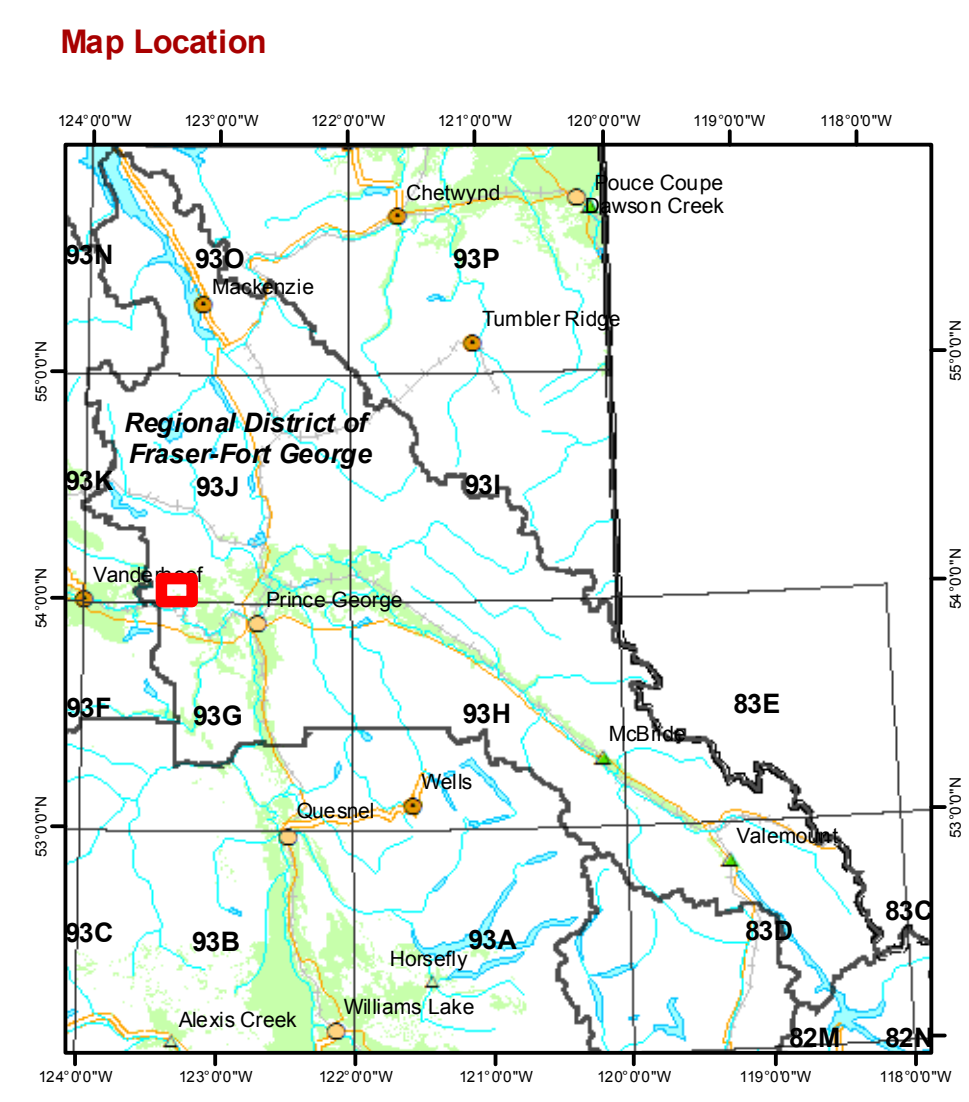 Map Location
124°0'0"W
123°0'0"W
122°0'0"W
121°0'0"W
120°0'0"W
119°0'0"W
118°0'0"W
Pouce Coupe
Chetwynd
Dawson Creek
93N
93O
93P
Mackenzie
Tumbler Ridge
55°0'0"N
55°0'0"N
Regional District of
Fraser-Fort George
93K
93J
93I
Vanderhoof
54°0'0"N
54°0'0"N
Prince George
93F
93G
93H
83E
McBride
Wells
Quesnel
53°0'0"N
53°0'0"N
Valemount
93C
93B
93A
83D
83C
Horsefly
Williams Lake
Alexis Creek
82M
82N
124°0'0"W
123°0'0"W
122°0'0"W
121°0'0"W
120°0'0"W
119°0'0"W
118°0'0"W